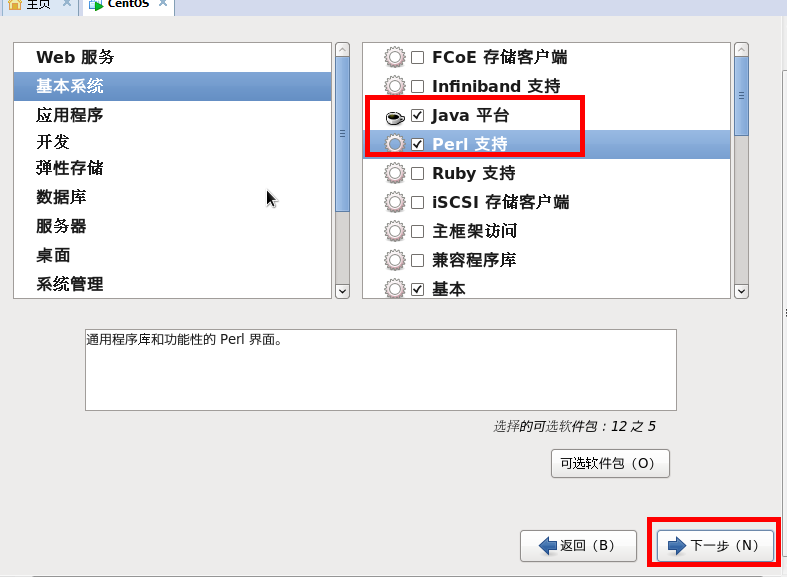 主页 × CentOS ×
Web 服务
基本系统
应用程序
开发
弹性存储
数据库
服务器
桌面
系统管理
FCoE 存储客户端
Infiniband 支持
Java 平台
Perl 支持
Ruby 支持
iSCSI 存储客户端
主框架访问
兼容程序库
基本
通用程序库和功能性的 Perl 界面。
选择的可选软件包：12 之 5
可选软件包（O）
返回（B）
下一步（N）